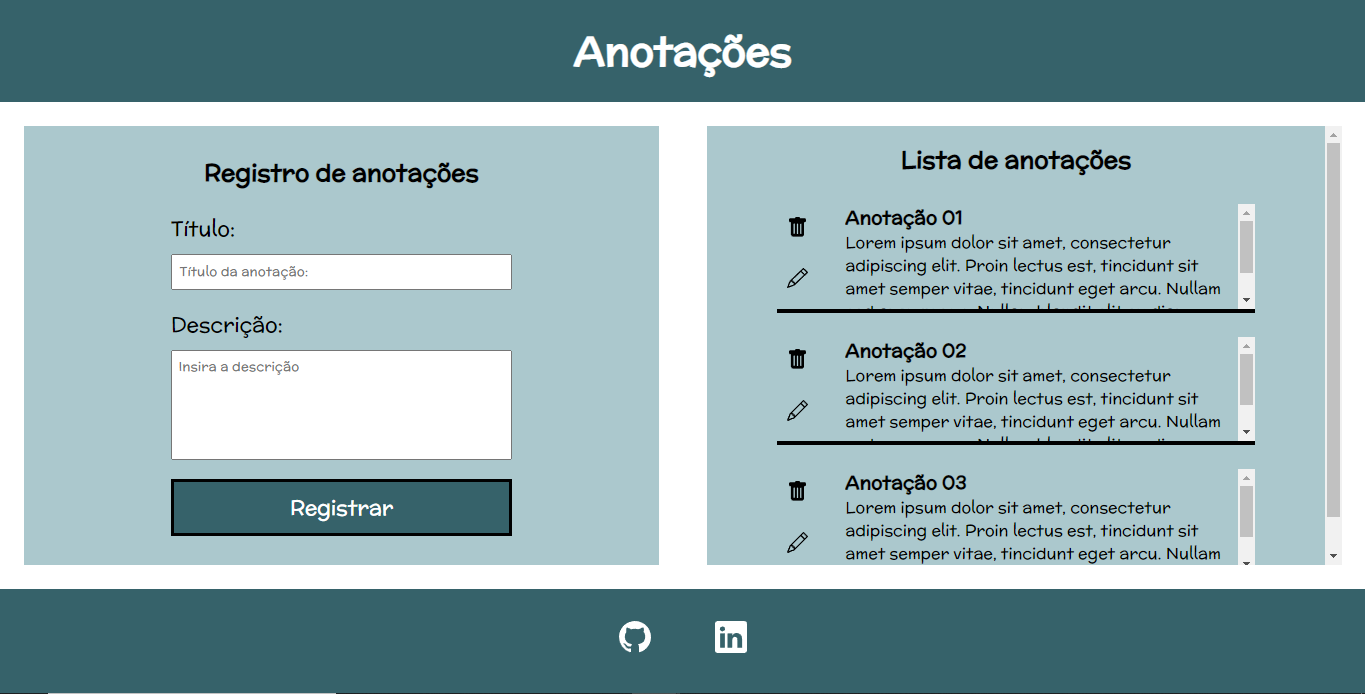 Anotações
Registro de anotações
Título:
Título da anotação:
Descrição:
Insira a descrição
Registrar
Lista de anotações
Anotação 01
Lorem ipsum dolor sit amet, consectetur
adipiscing elit. Proin lectus est, tincidunt sit
amet semper vitae, tincidunt eget arcu. Nullam
Anotação 02
Lorem ipsum dolor sit amet, consectetur
adipiscing elit. Proin lectus est, tincidunt sit
amet semper vitae, tincidunt eget arcu. Nullam
Anotação 03
Lorem ipsum dolor sit amet, consectetur
adipiscing elit. Proin lectus est, tincidunt sit
amet semper vitae, tincidunt eget arcu. Nullam
in